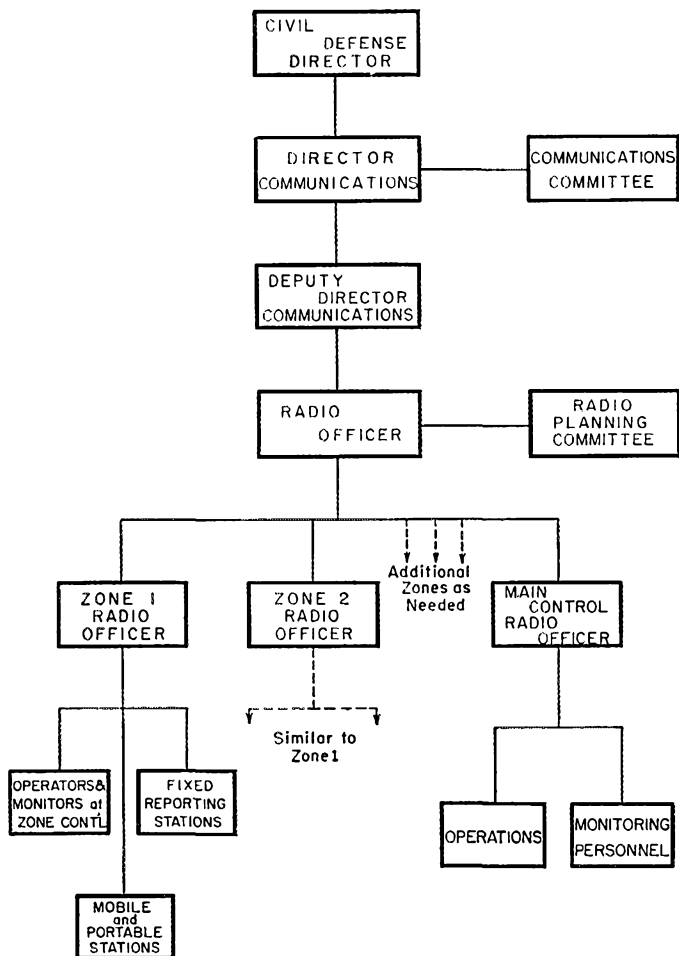 CIVIL
DEFENSE
DIRECTOR
DIRECTOR
COMMUNICATIONS
COMMUNICATIONS
COMMITTEE
DEPUTY
DIRECTOR
COMMUNICATIONS
RADIO
OFFICER
RADIO
PLANNING
COMMITTEE
ZONE 1
RADIO
OFFICER
ZONE 2
RADIO
OFFICER
Additional
Zones as
Needed
MAIN
CONTROL
RADIO
OFFICER
OPERATORS&
MONITORS at
ZONE CONT'L
FIXED
REPORTING
STATIONS
Similar to
Zone1
OPERATIONS
MONITORING
PERSONNEL
MOBILE
and
PORTABLE
STATIONS